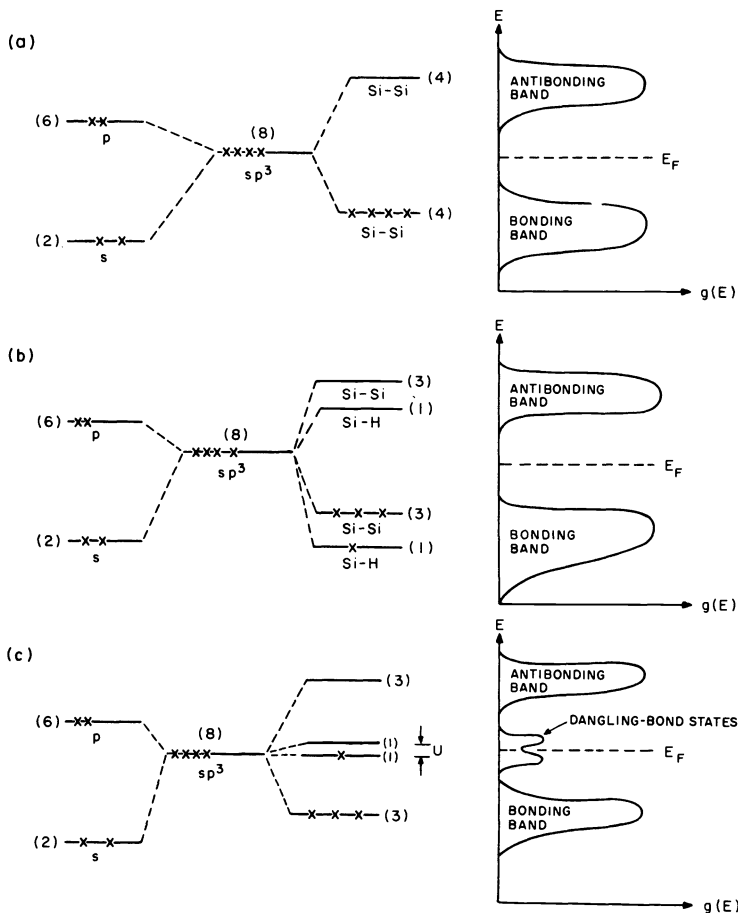 (a)
(6)
p
(2)
s
(8)
sp³
(4)
Si-Si
(4)
Si-Si
E
ANTIBONDING
BAND
E_F
BONDING
BAND
g(E)
(b)
(6)
p
(2)
s
(8)
sp³
(3)
Si-Si
(1)
Si-H
(3)
Si-Si
(1)
Si-H
E
ANTIBONDING
BAND
E_F
BONDING
BAND
g(E)
(c)
(6)
p
(2)
s
(8)
sp³
(3)
(1)
(1)
U
(3)
E
ANTIBONDING
BAND
DANGLING-BOND STATES
E_F
BONDING
BAND
g(E)